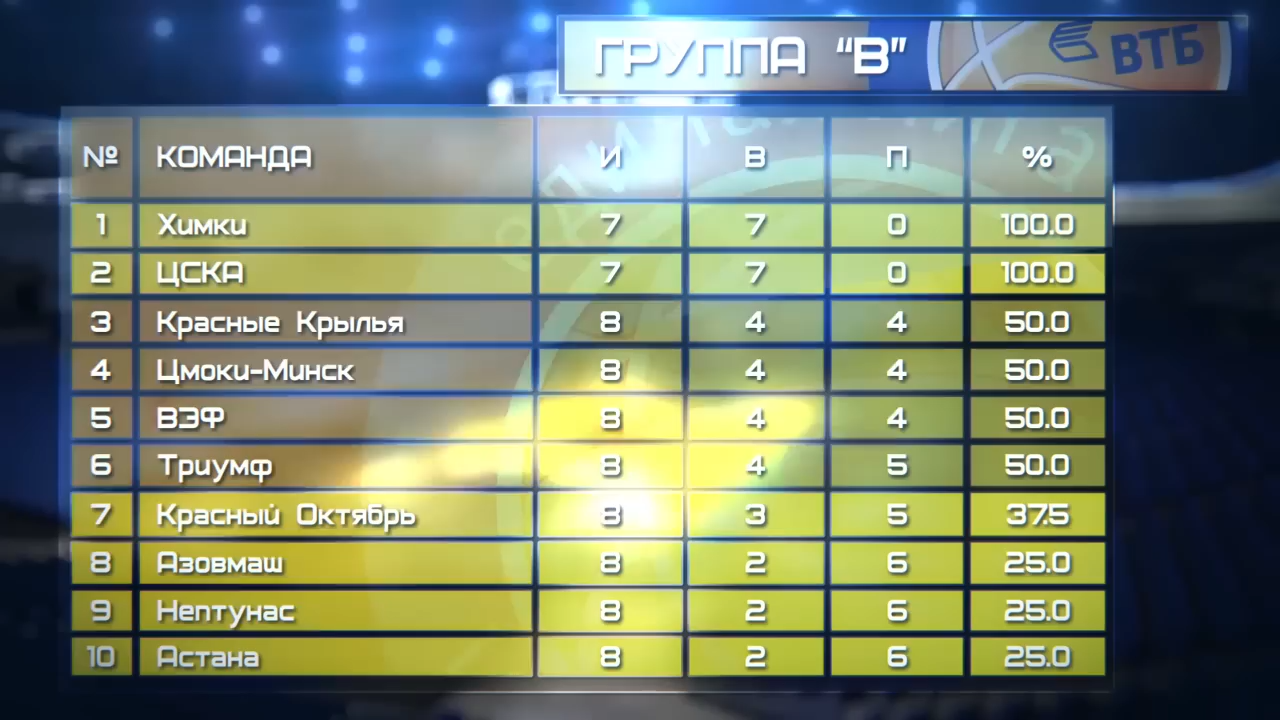 ГРУППА “В” ВТБ
№ КОМАНДА И В П %
1 Химки 7 7 0 100.0
2 ЦСКА 7 7 0 100.0
3 Красные Крылья 8 4 4 50.0
4 Цмоки-Минск 8 4 4 50.0
5 ВЭФ 8 4 4 50.0
6 Триумф 8 4 5 50.0
7 Красный Октябрь 8 3 5 37.5
8 Азовмаш 8 2 6 25.0
9 Нептунас 8 2 6 25.0
10 Астана 8 2 6 25.0